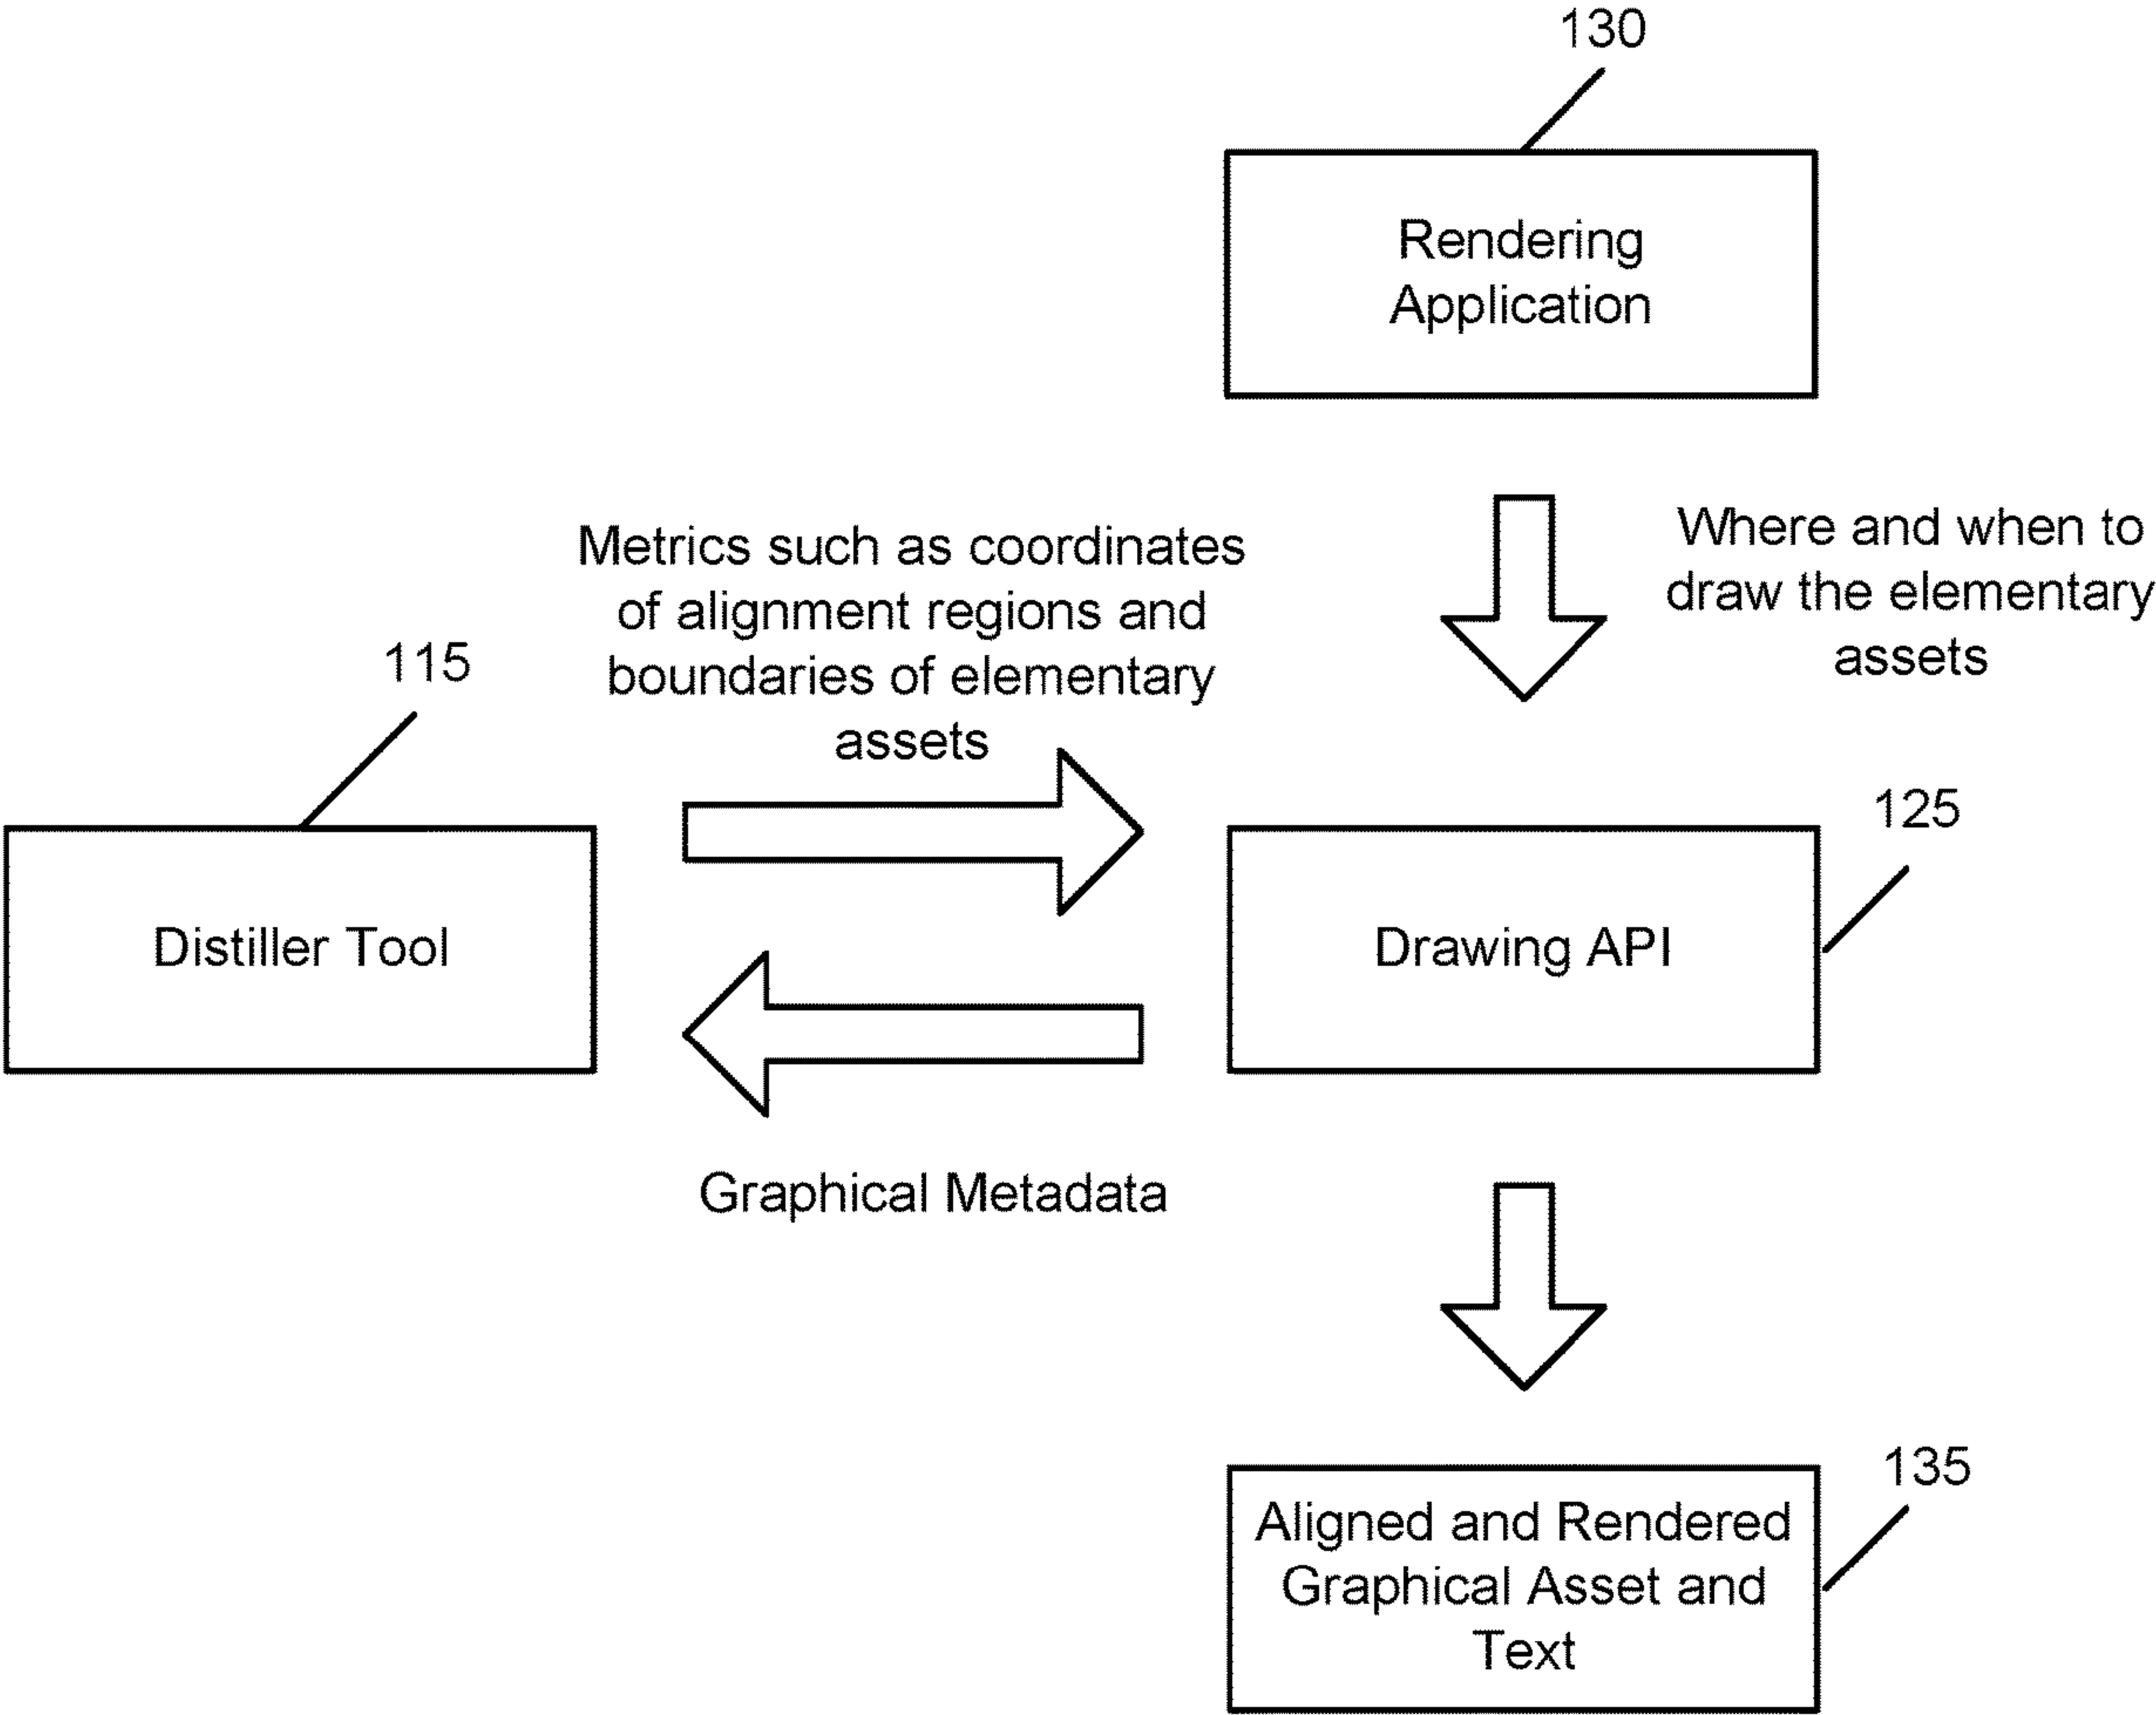 130
Rendering
Application
Where and when to
draw the elementary
assets
Metrics such as coordinates
of alignment regions and
boundaries of elementary
assets
115
125
Distiller Tool
Drawing API
Graphical Metadata
135
Aligned and Rendered
Graphical Asset and
Text